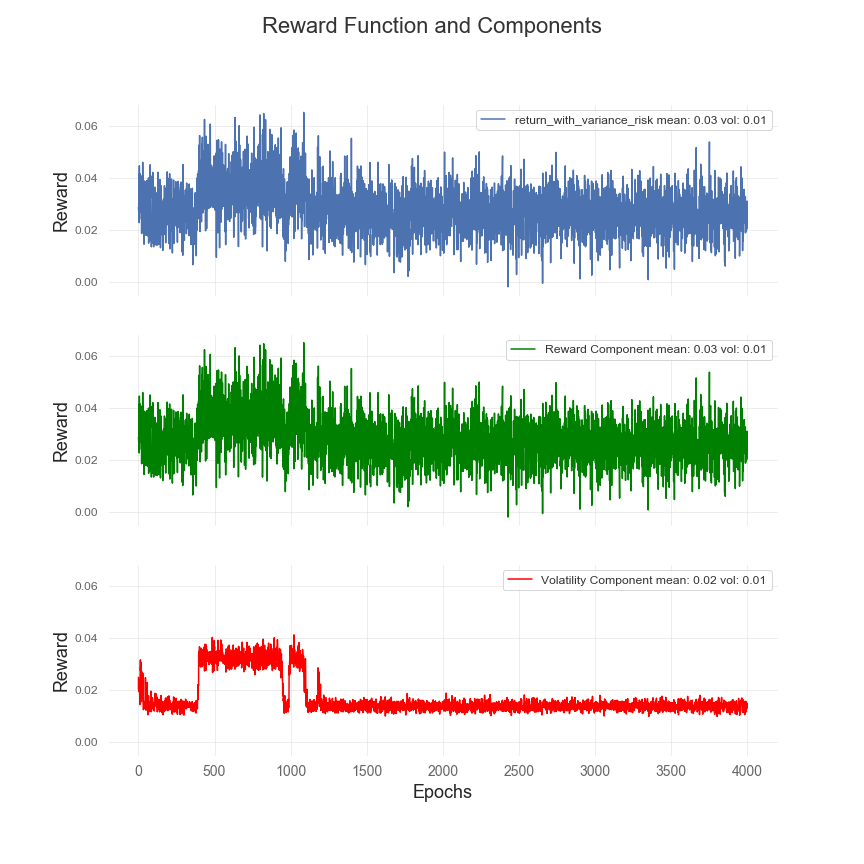 Reward Function and Components
return_with_variance_risk mean: 0.03 vol: 0.01
0.06
0.04
0.02
0.00
Reward
Reward Component mean: 0.03 vol: 0.01
0.06
0.04
0.02
0.00
Reward
Volatility Component mean: 0.02 vol: 0.01
0.06
0.04
0.02
0.00
Reward
0 500 1000 1500 2000 2500 3000 3500 4000
Epochs